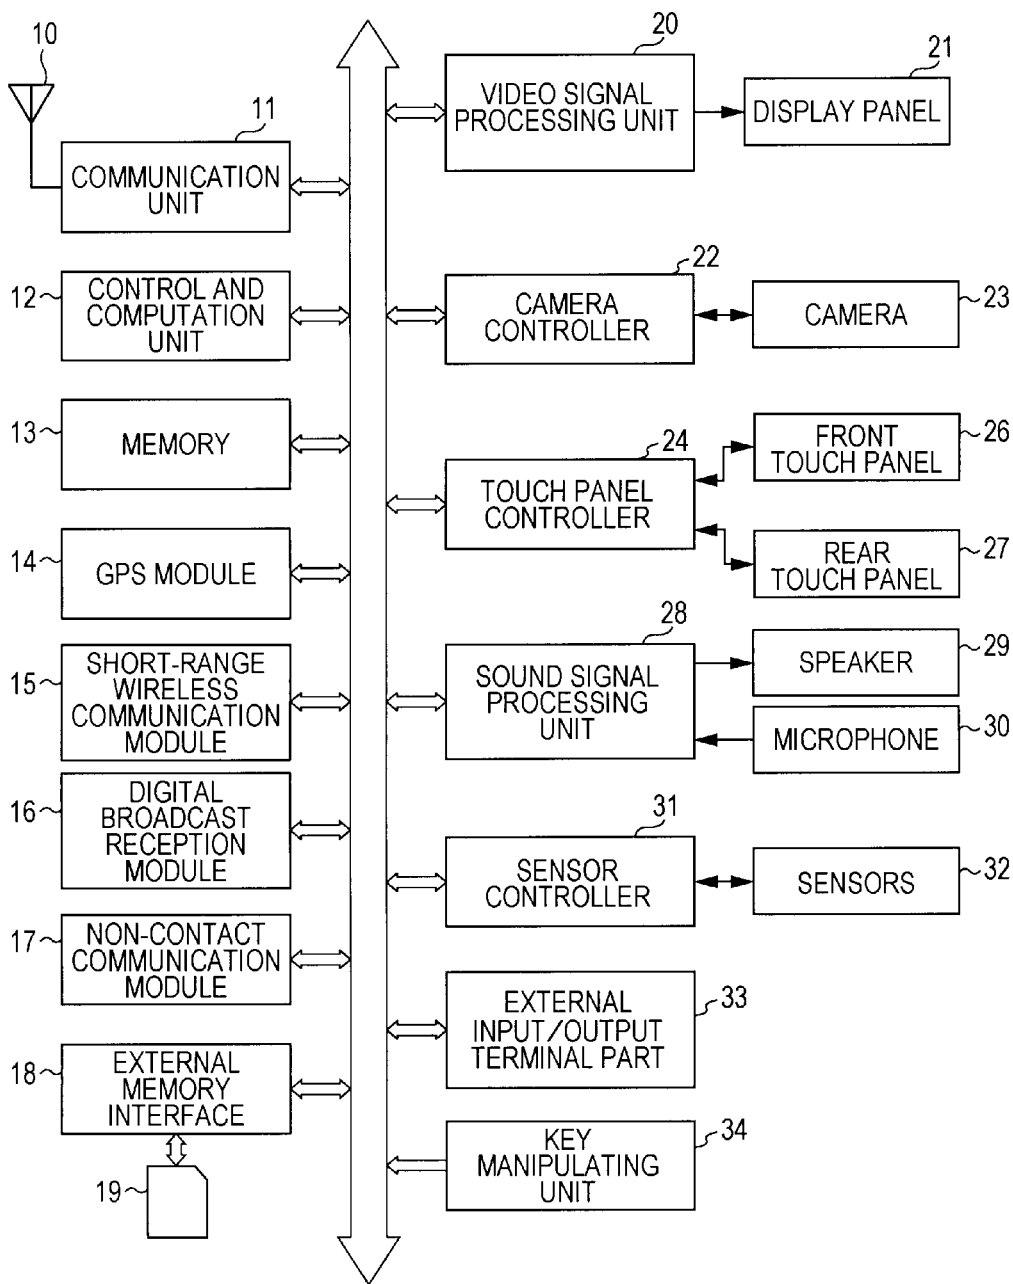 10
11
COMMUNICATION
UNIT
12
CONTROL AND
COMPUTATION
UNIT
13
MEMORY
14
GPS MODULE
15
SHORT-RANGE
WIRELESS
COMMUNICATION
MODULE
16
DIGITAL
BROADCAST
RECEPTION
MODULE
17
NON-CONTACT
COMMUNICATION
MODULE
18
EXTERNAL
MEMORY
INTERFACE
19
20
VIDEO SIGNAL
PROCESSING UNIT
21
DISPLAY PANEL
22
CAMERA
CONTROLLER
23
CAMERA
24
TOUCH PANEL
CONTROLLER
26
FRONT
TOUCH PANEL
27
REAR
TOUCH PANEL
28
SOUND SIGNAL
PROCESSING
UNIT
29
SPEAKER
30
MICROPHONE
31
SENSOR
CONTROLLER
32
SENSORS
33
EXTERNAL
INPUT/OUTPUT
TERMINAL PART
34
KEY
MANIPULATING
UNIT